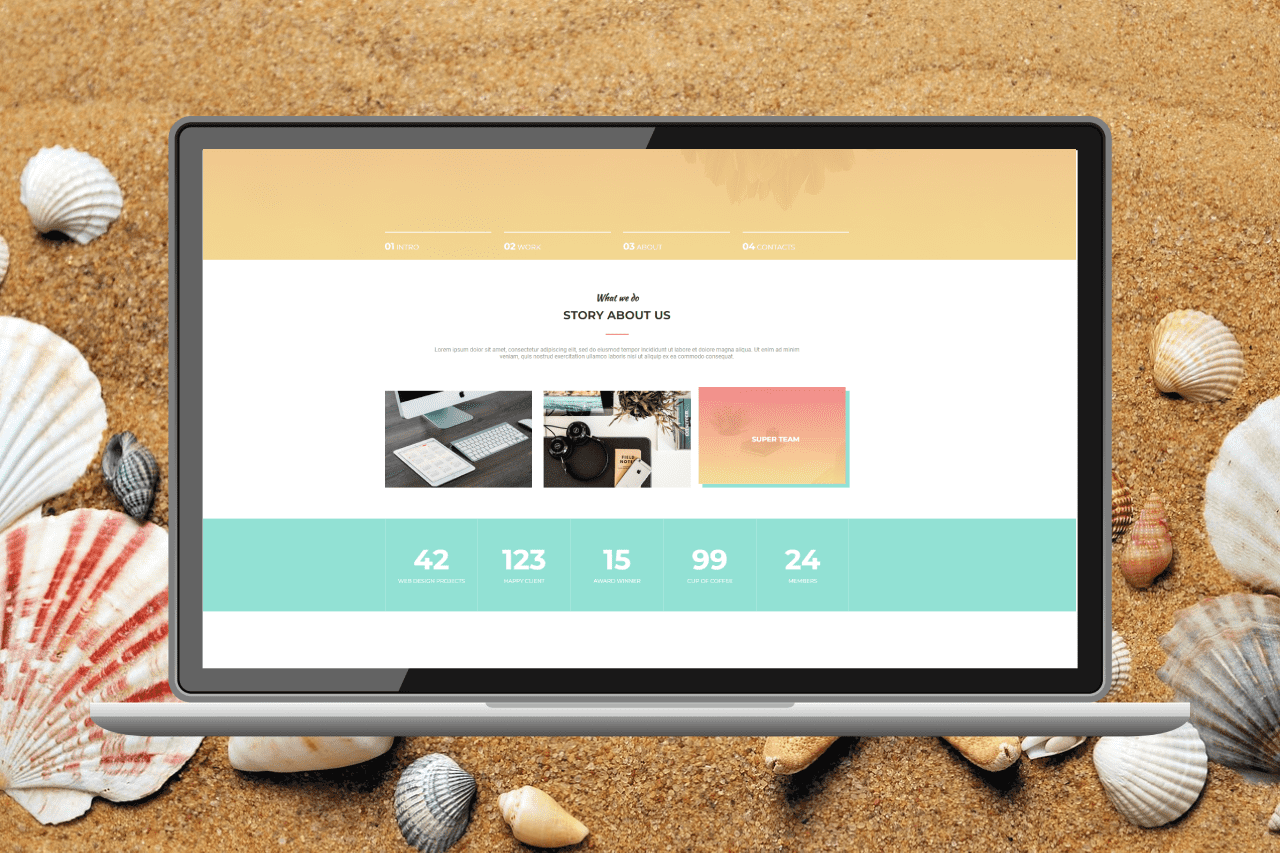 01 INTRO
02 WORK
03 ABOUT
04 CONTACTS
What we do
STORY ABOUT US
Lorem ipsum dolor sit amet, consectetur adipiscing elit, sed do eiusmod tempor incididunt ut labore et dolore magna aliqua. Ut enim ad minim
veniam, quis nostrud exercitation ullamco laboris nisi ut aliquip ex ea commodo consequat.
FIELD
NOTES
SUPER TEAM
42
WEB DESIGN PROJECTS
123
HAPPY CLIENT
15
AWARD WINNER
99
CUP OF COFFEE
24
MEMBERS